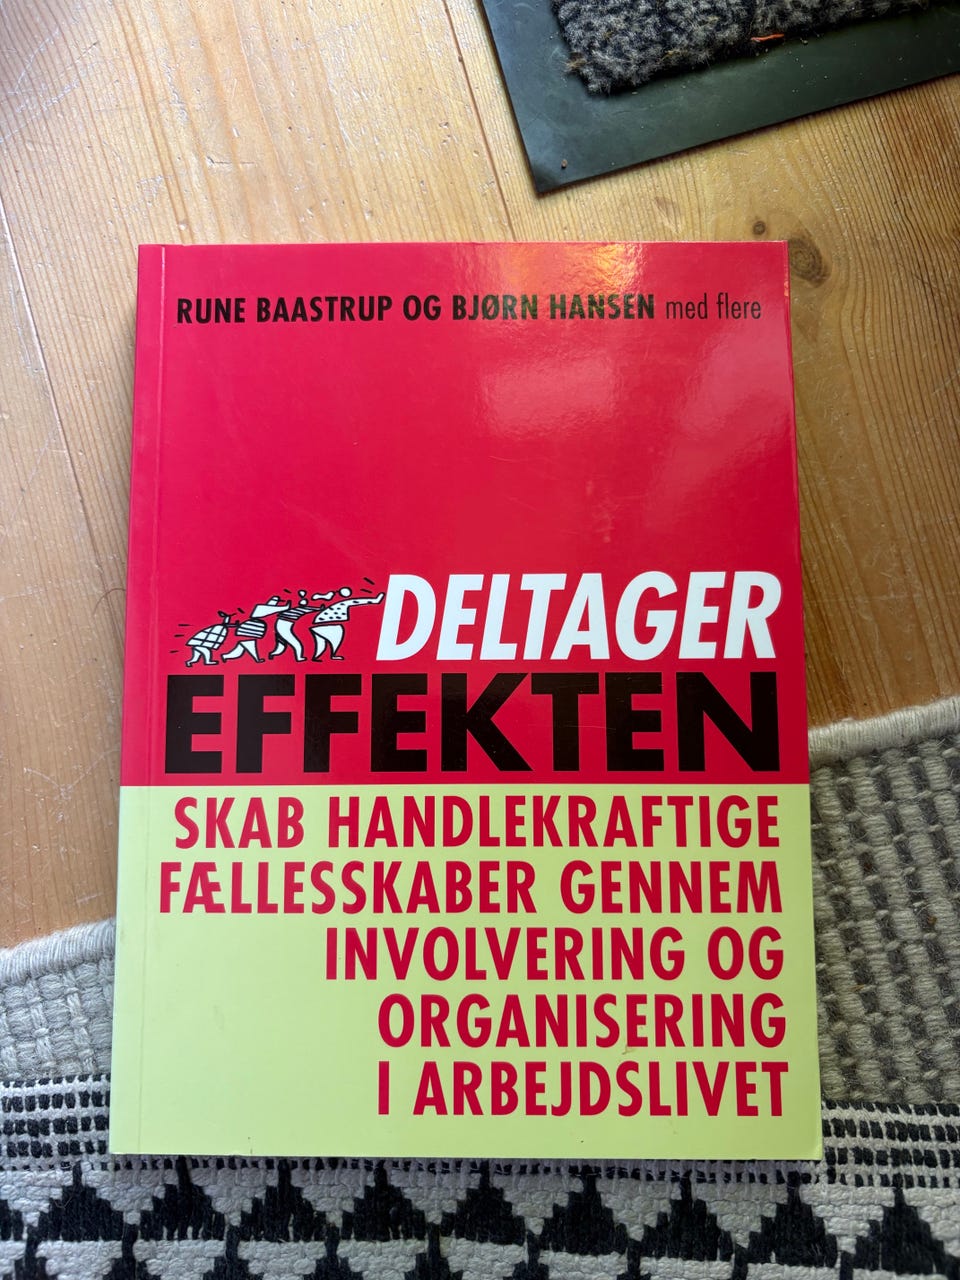 RUNE BAASTRUP OG BJØRN HANSEN med flere
DELTAGER
EFFEKTEN
SKAB HANDLEKRAFTIGE
FÆLLESSKABER GENNEM
INVOLVERING OG
ORGANISERING
I ARBEJDSLIVET